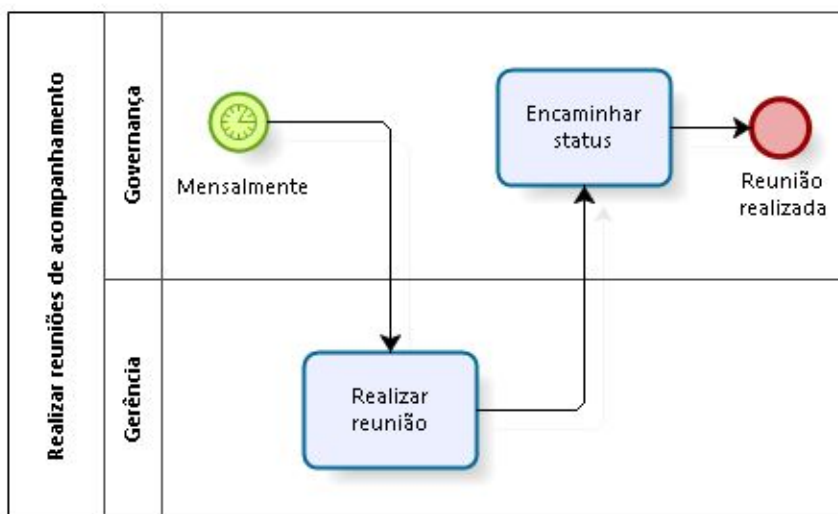 Realizar reuniões de acompanhamento
Governança
Mensalmente
Encaminhar
status
Reunião
realizada
Gerência
Realizar
reunião